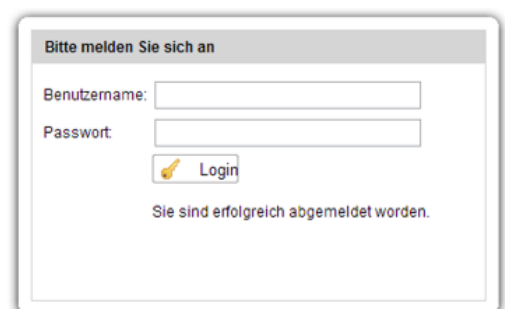 Bitte melden Sie sich an
Benutzername:
Passwort:
Login
Sie sind erfolgreich abgemeldet worden.